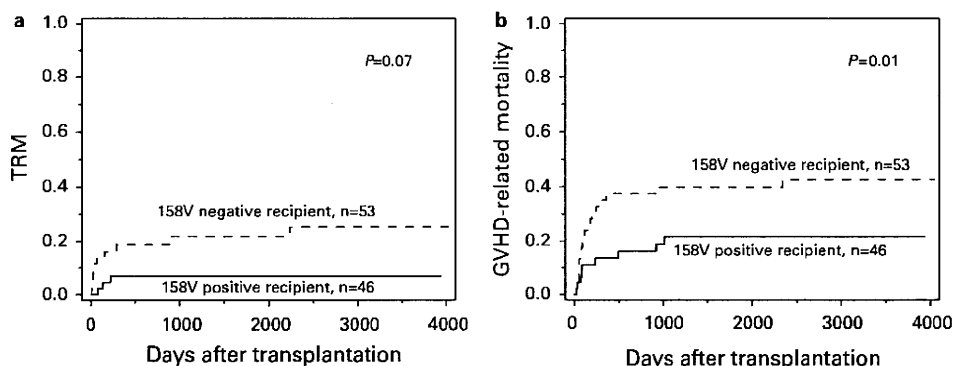 a
1.0
0.8
0.6
0.4
0.2
0.0
TRM
P=0.07
158V negative recipient, n=53
158V positive recipient, n=46
0 1000 2000 3000 4000
Days after transplantation
b
1.0
0.8
0.6
0.4
0.2
0.0
GVHD-related mortality
P=0.01
158V negative recipient, n=53
158V positive recipient, n=46
0 1000 2000 3000 4000
Days after transplantation